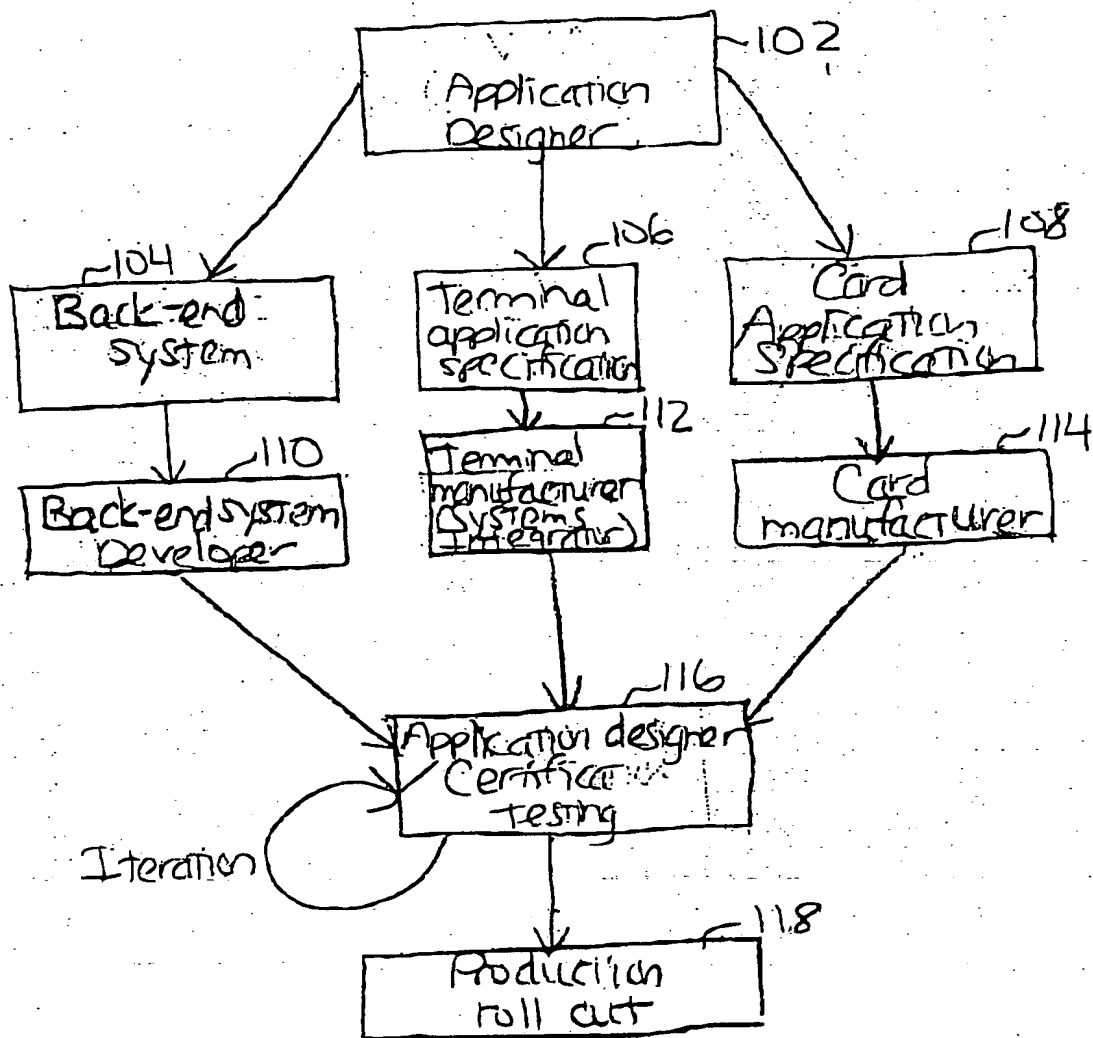 102
Application
Designer
104
Back-end
system
106
Terminal
application
specification
108
Card
Application
Specification
110
Back-end system
Developer
112
Terminal
manufacturer
(Systems
Integrator)
114
Card
manufacturer
116
Application designer
testing
Iteration
118
Production
roll out